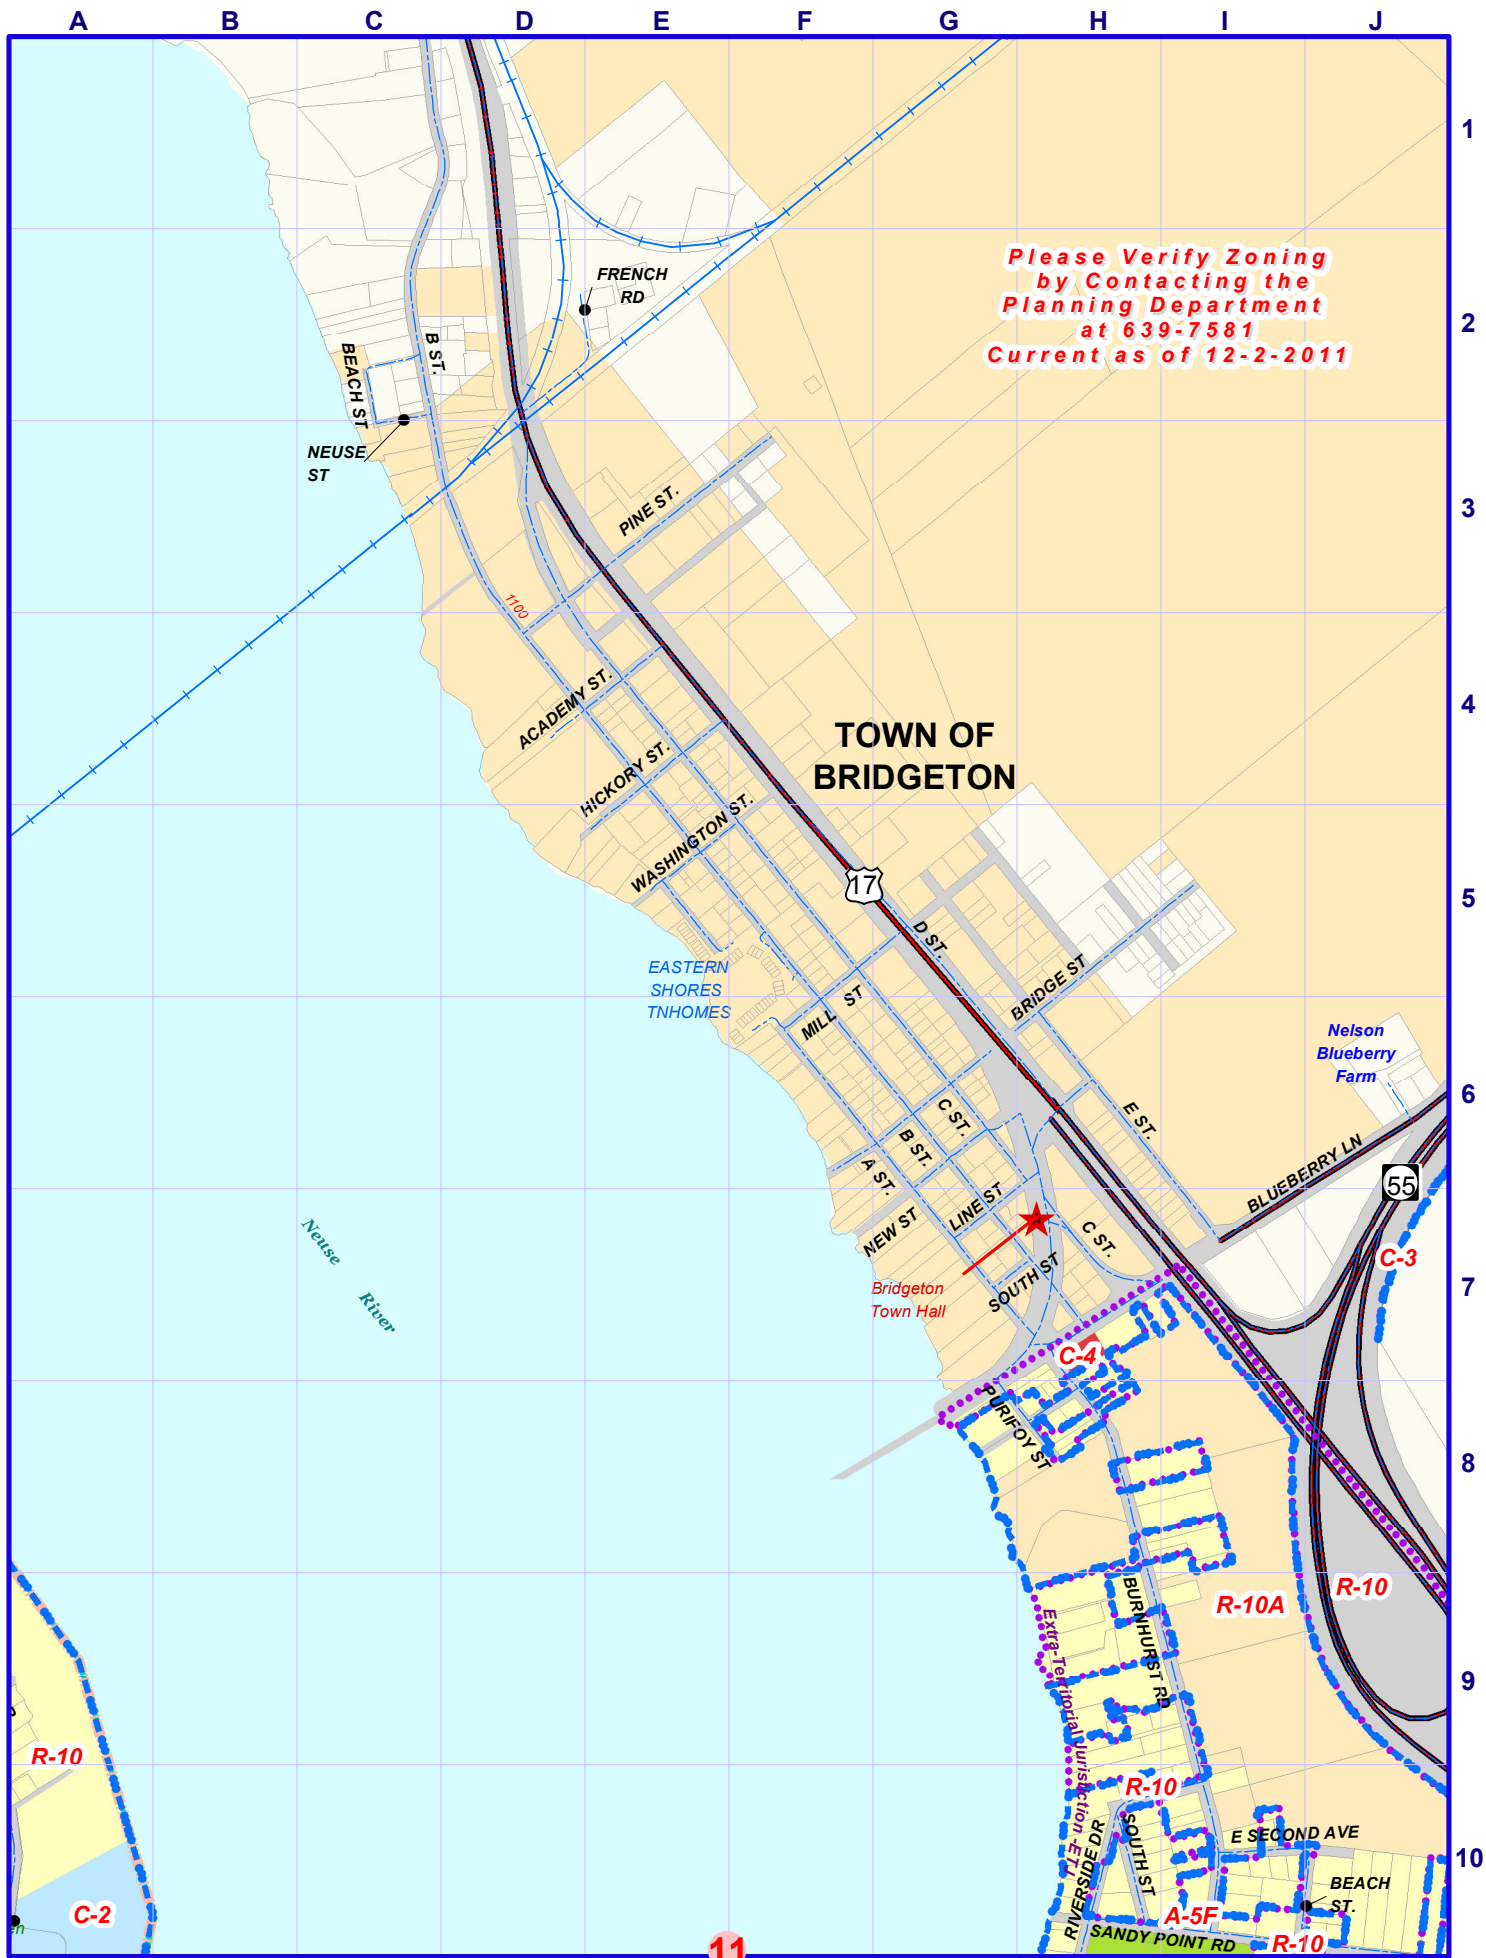 A B C D E F G H I J
1
Please Verify Zoning
by Contacting the
Planning Department
at 639-7581
Current as of 12-2-2011
FRENCH
RD
2
B ST.
BEACH ST
NEUSE
ST
PINE ST.
3
1100
ACADEMY ST.
4
TOWN OF
BRIDGETON
HICKORY ST.
WASHINGTON ST.
17
5
D ST.
EASTERN
SHORES
TNHOMES
BRIDGE ST
MILL ST
Nelson
Blueberry
Farm
6
C ST.
E ST.
B ST.
A ST.
BLUEBERRY LN
55
LINE ST
NEW ST
C ST.
Neuse
River
C-3
SOUTH ST
7
Bridgeton
Town Hall
C-4
PURIFOY ST
8
R-10
R-10A
BURNHURST RD
Extra-Territorial Juristiction -ETJ
9
R-10
R-10
RIVERSIDE DR
SOUTH ST
E SECOND AVE
10
BEACH
ST.
C-2
A-5F
SANDY POINT RD
R-10
en
11